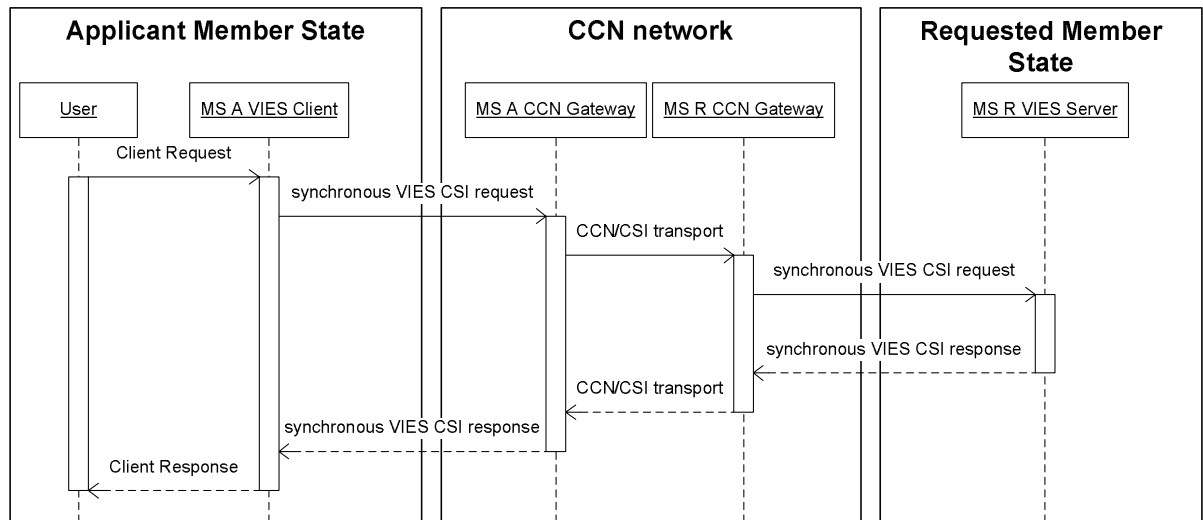 Applicant Member State
CCN network
Requested Member
State
User
MS A VIES Client
MS A CCN Gateway
MS R CCN Gateway
MS R VIES Server
Client Request
synchronous VIES CSI request
CCN/CSI transport
synchronous VIES CSI request
synchronous VIES CSI response
CCN/CSI transport
synchronous VIES CSI response
Client Response